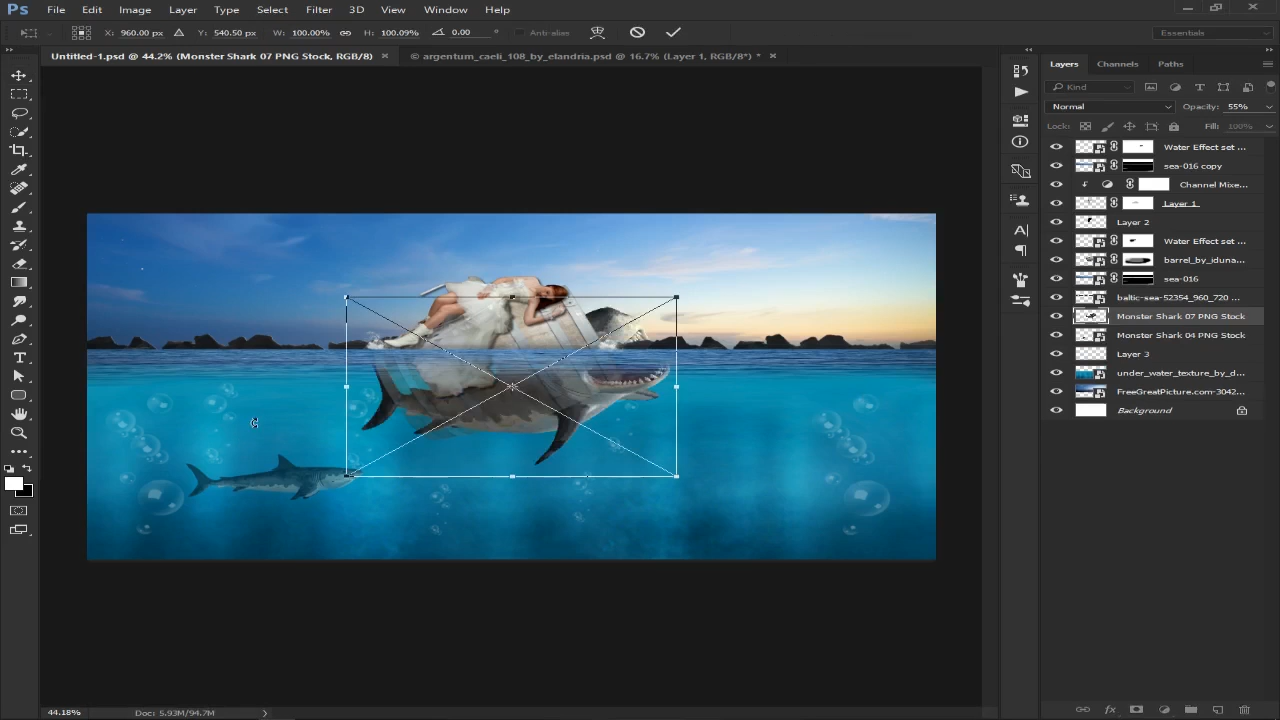 Ps File Edit Image Layer Type Select Filter 3D View Window Help
X: 960.00 px Y: 540.50 px W: 100.00% H: 100.09% 0.00 ° Anti-alias Essentials
Untitled-1.psd @ 44.2% (Monster Shark 07 PNG Stock, RGB/8) × © argentum_caeli_108_by_elandria.psd @ 16.7% (Layer 1, RGB/8*) * ×
Layers Channels Paths
Kind
Normal Opacity: 55%
Lock: Fill: 100%
Water Effect set ...
sea-016 copy
Channel Mixe...
Layer 1
Layer 2
Water Effect set ...
barrel_by_iduna...
sea-016
baltic-sea-52354_960_720 ...
Monster Shark 07 PNG Stock
Monster Shark 04 PNG Stock
Layer 3
under_water_texture_by_d...
FreeGreatPicture.com-3042...
Background
44.18% Doc: 5.93M/94.7M